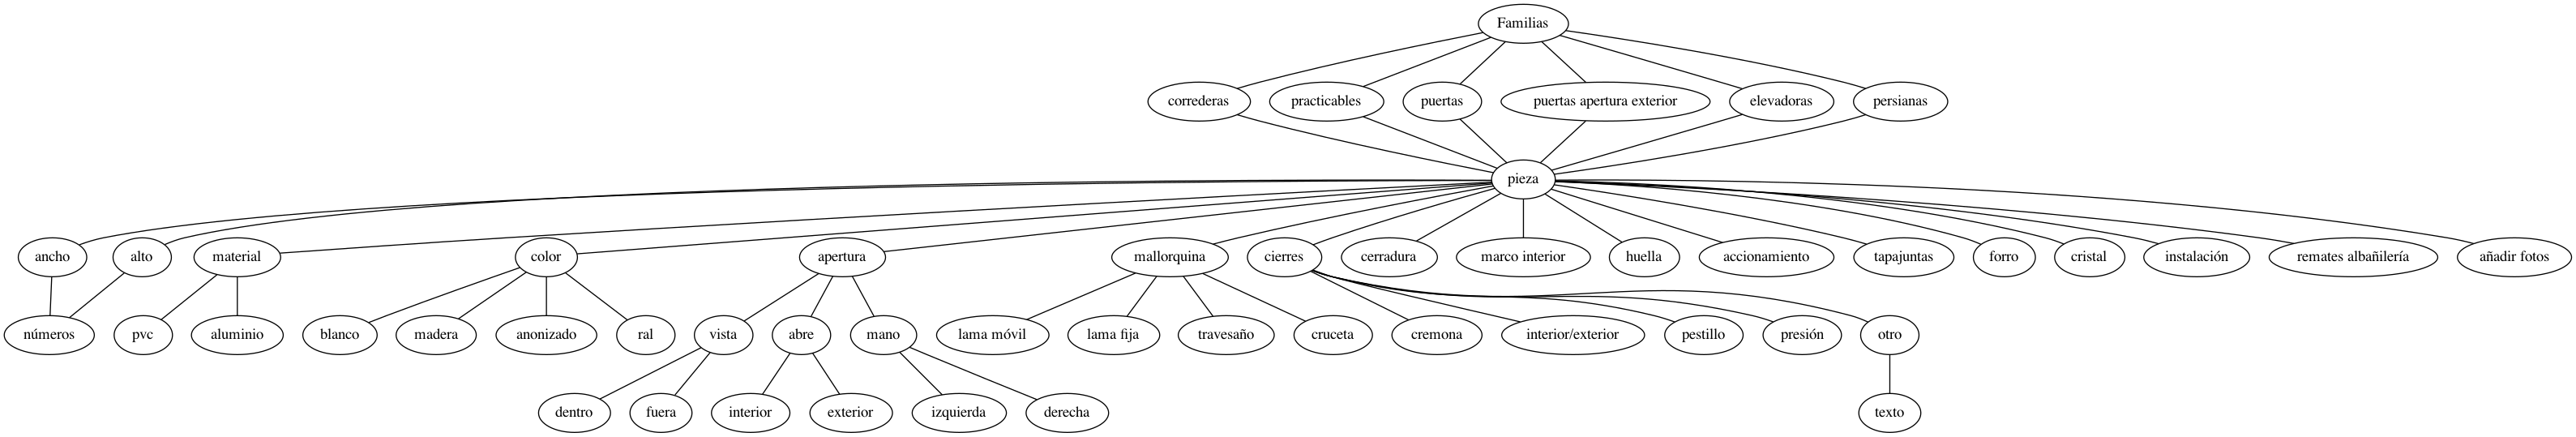 Familias
correderas
practicables
puertas
puertas apertura exterior
elevadoras
persianas
pieza
ancho
alto
material
color
apertura
mallorquina
cierres
cerradura
marco interior
huella
accionamiento
tapajuntas
forro
cristal
instalación
remates albañilería
añadir fotos
números
pvc
aluminio
blanco
madera
anonizado
ral
vista
abre
mano
lama móvil
lama fija
travesaño
cruceta
cremona
interior/exterior
pestillo
presión
otro
dentro
fuera
interior
exterior
izquierda
derecha
texto